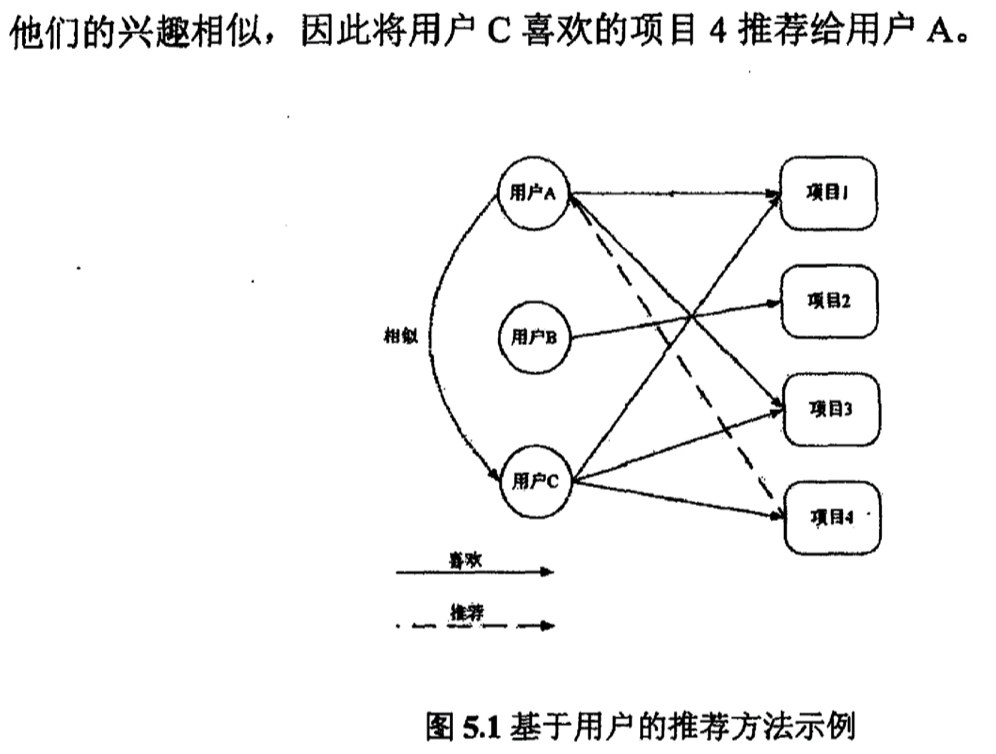 他们的兴趣相似，因此将用户 C 喜欢的项目 4 推荐给用户 A。
用户A
项目1
项目2
相似
用户B
项目3
用户C
项目4
喜欢
推荐
图 5.1 基于用户的推荐方法示例